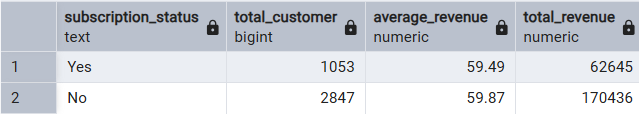 subscription_status total_customer average_revenue total_revenue
text bigint numeric numeric
1 Yes 1053 59.49 62645
2 No 2847 59.87 170436